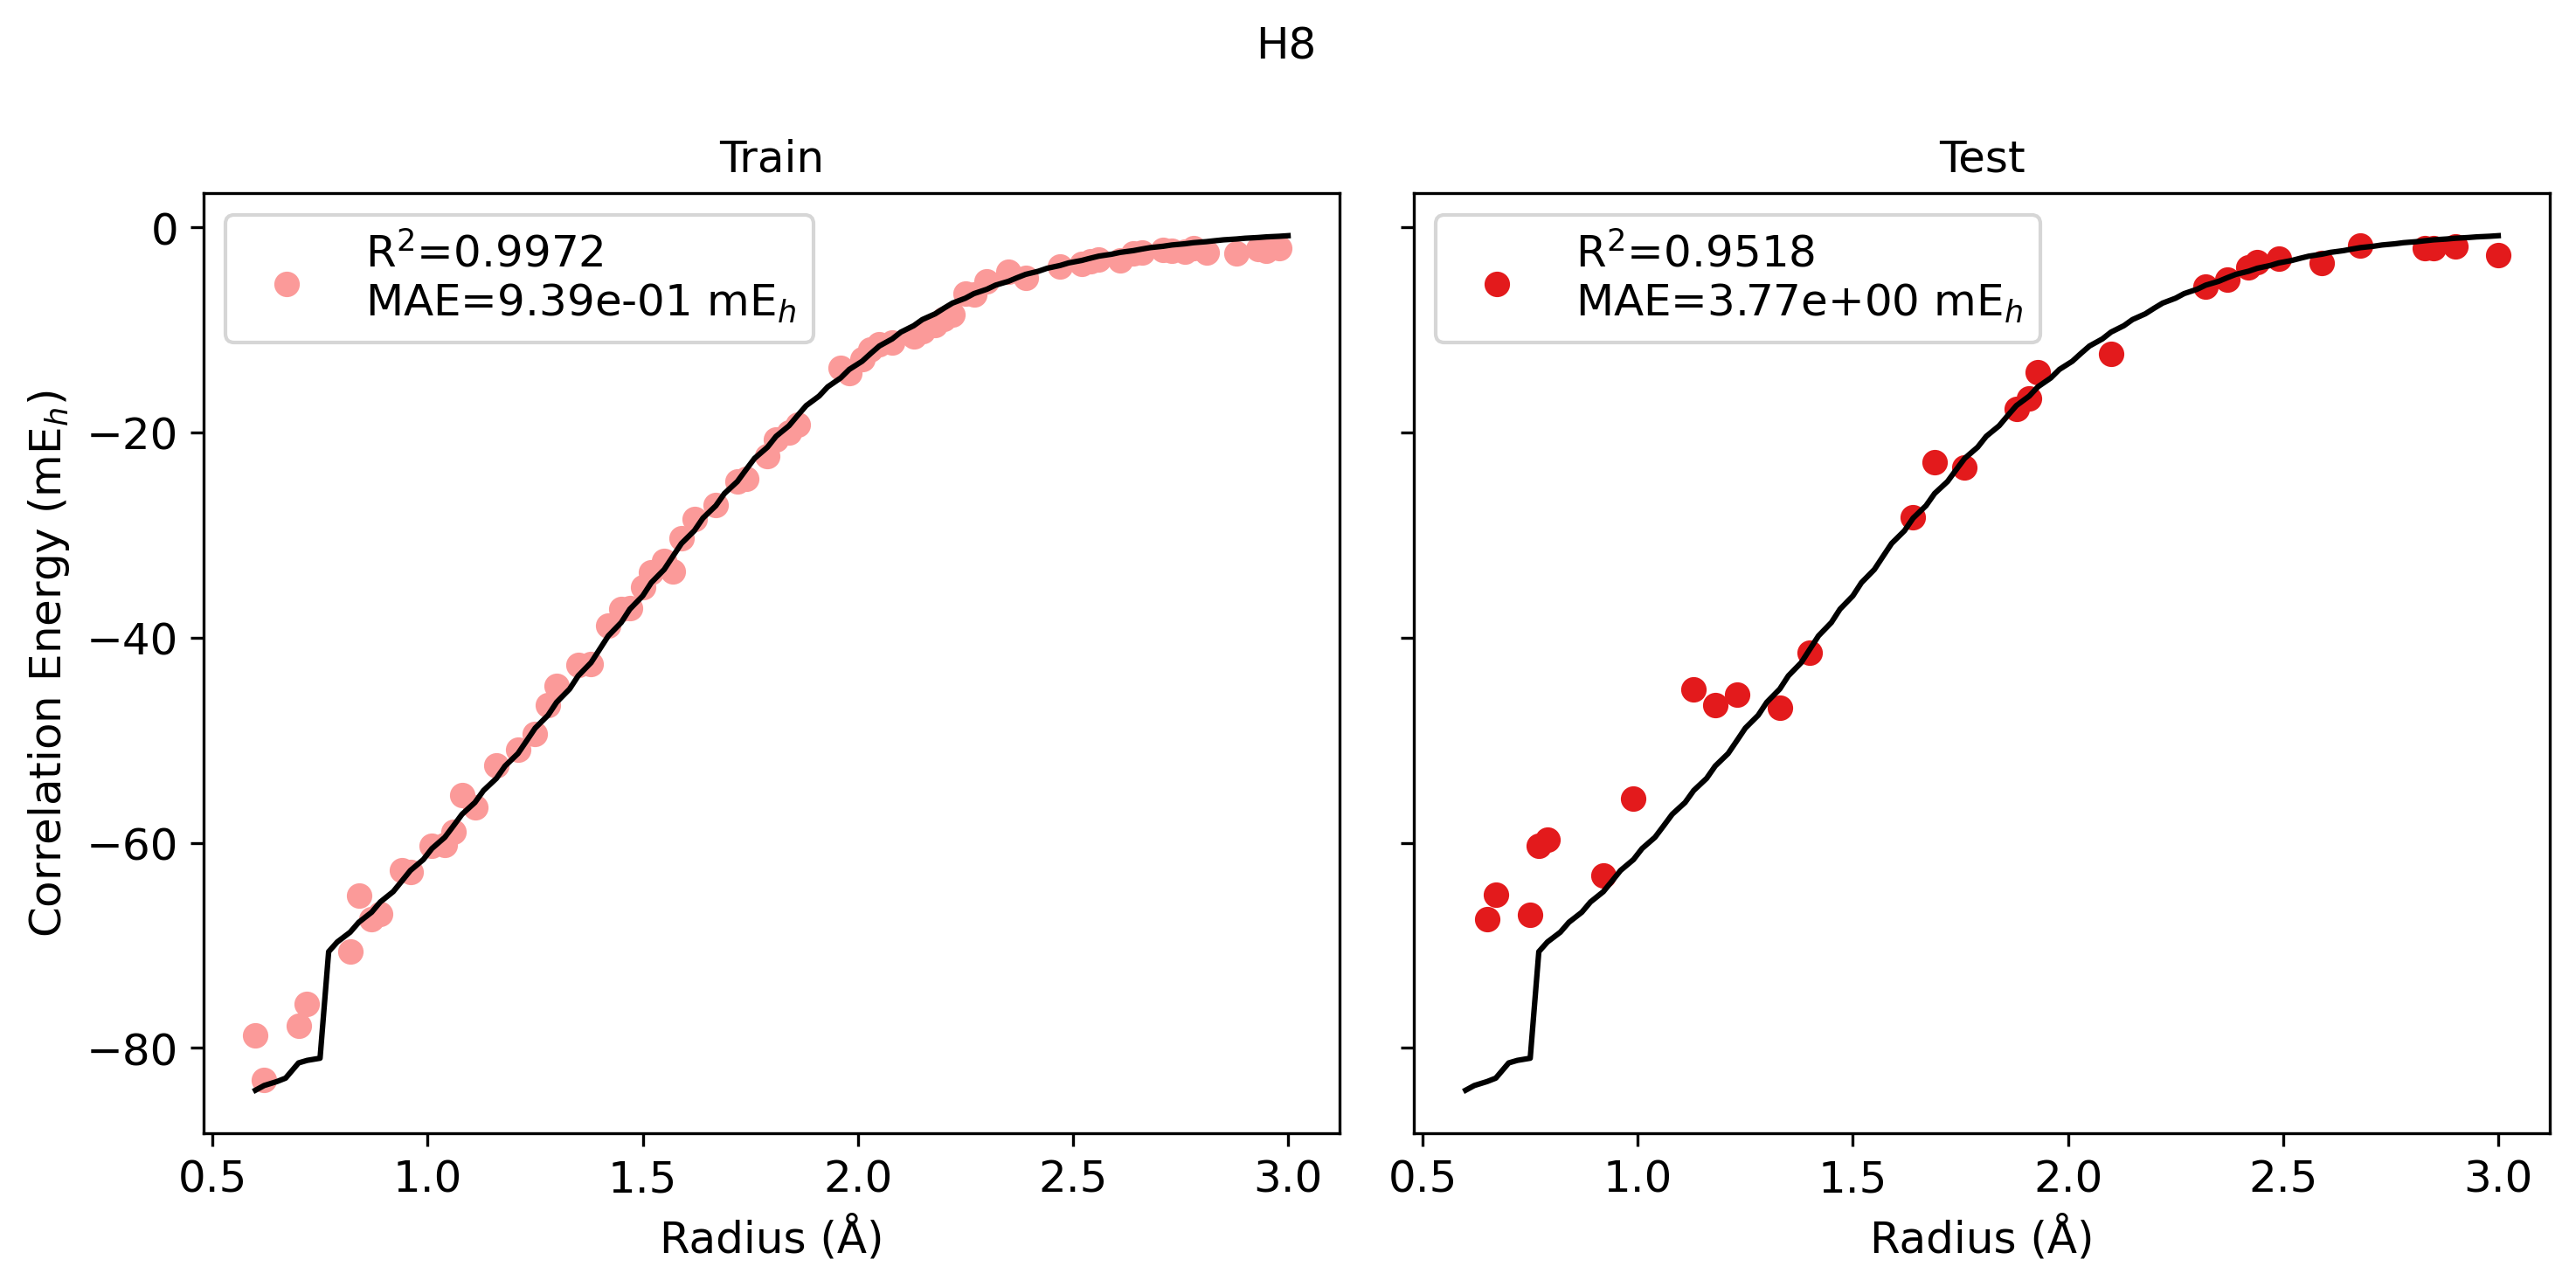 H8
Train
Test
R²=0.9972
MAE=9.39e-01 mEₕ
R²=0.9518
MAE=3.77e+00 mEₕ
Correlation Energy (mEₕ)
0
−20
−40
−60
−80
0.5 1.0 1.5 2.0 2.5 3.0
0.5 1.0 1.5 2.0 2.5 3.0
Radius (Å)
Radius (Å)